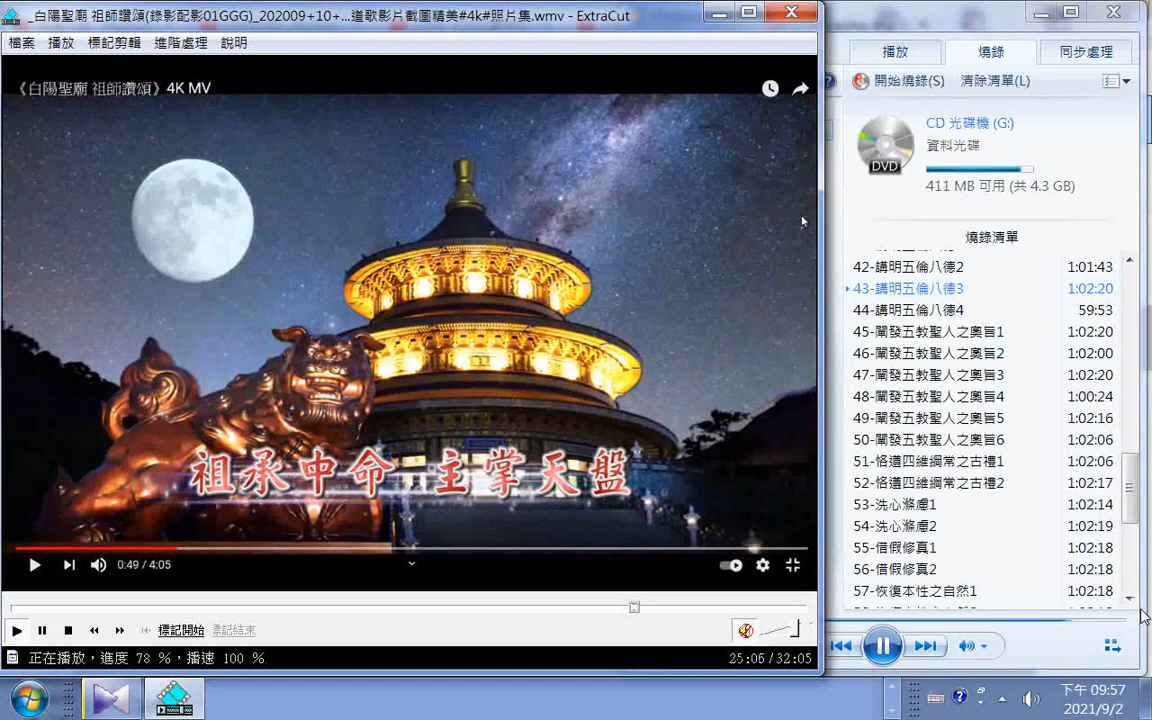 _白陽聖廟 祖師讚頌(錄影配影01GGG)_202009+10+...道歌影片截圖精美#4k#照片集.wmv - ExtraCut
檔案 播放 標記剪輯 進階處理 說明
《白陽聖廟 祖師讚頌》4K MV
祖承中命 主掌天盤
0:49 / 4:05
標記開始 標記結束
正在播放，進度 78 %，播速 100 %
25:06 / 32:05
播放 燒錄 同步處理
開始燒錄(S) 清除清單(L)
CD 光碟機 (G:)
資料光碟
DVD
411 MB 可用 (共 4.3 GB)
燒錄清單
42-講明五倫八德2 1:01:43
43-講明五倫八德3 1:02:20
44-講明五倫八德4 59:53
45-闡發五教聖人之奧旨1 1:02:20
46-闡發五教聖人之奧旨2 1:02:00
47-闡發五教聖人之奧旨3 1:02:20
48-闡發五教聖人之奧旨4 1:00:24
49-闡發五教聖人之奧旨5 1:02:16
50-闡發五教聖人之奧旨6 1:02:06
51-恪遵四維綱常之古禮1 1:02:06
52-恪遵四維綱常之古禮2 1:02:17
53-洗心滌慮1 1:02:14
54-洗心滌慮2 1:02:19
55-借假修真1 1:02:18
56-借假修真2 1:02:18
57-恢復本性之自然1 1:02:18
下午 09:57
2021/9/2